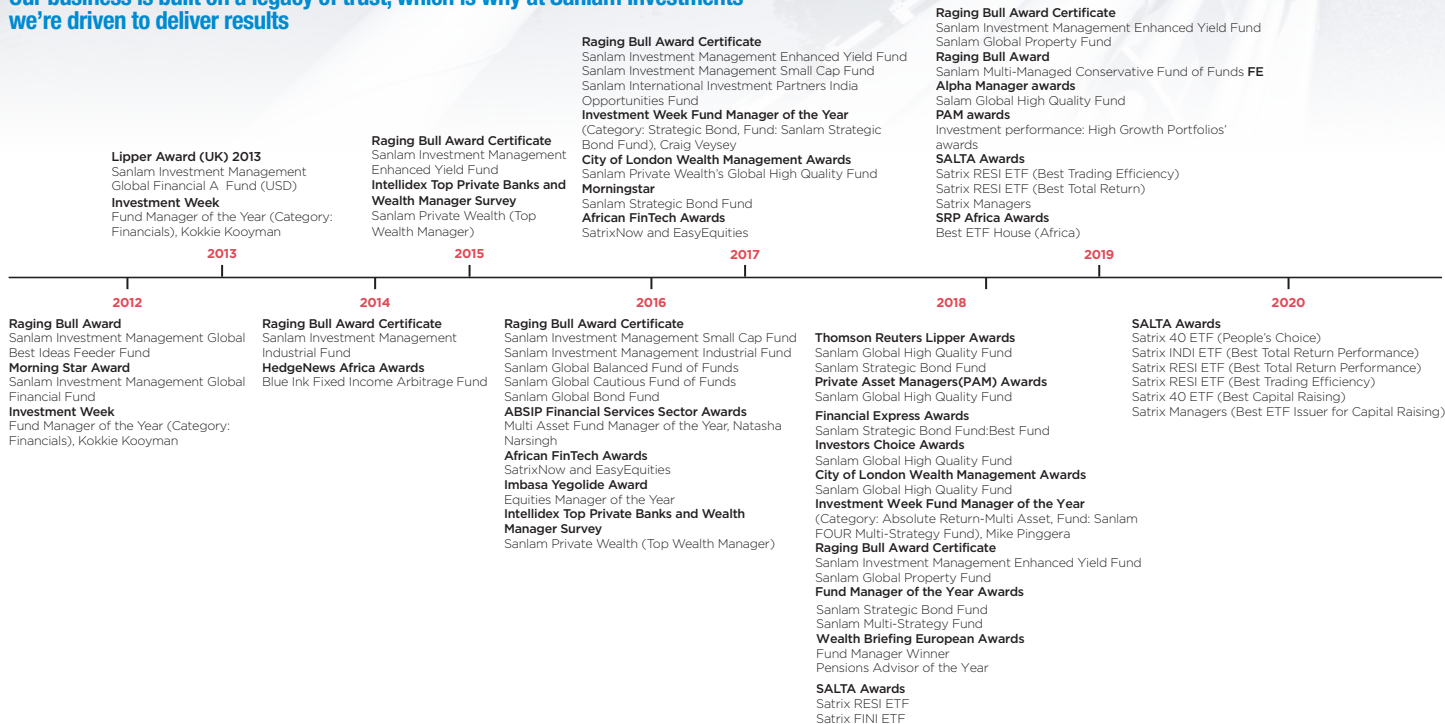 Our business is built on a legacy of trust, which is why at Sanlam Investments
we're driven to deliver results
Lipper Award (UK) 2013
Sanlam Investment Management
Global Financial A Fund (USD)
Investment Week
Fund Manager of the Year (Category:
Financials), Kokkie Kooyman
2013
Raging Bull Award Certificate
Sanlam Investment Management
Enhanced Yield Fund
Intellidex Top Private Banks and
Wealth Manager Survey
Sanlam Private Wealth (Top
Wealth Manager)
2015
Raging Bull Award Certificate
Sanlam Investment Management Enhanced Yield Fund
Sanlam Investment Management Small Cap Fund
Sanlam International Investment Partners India
Opportunities Fund
Investment Week Fund Manager of the Year
(Category: Strategic Bond, Fund: Sanlam Strategic
Bond Fund), Craig Veysey
City of London Wealth Management Awards
Sanlam Private Wealth's Global High Quality Fund
Morningstar
Sanlam Strategic Bond Fund
African FinTech Awards
SatrixNow and EasyEquities
2017
Raging Bull Award Certificate
Sanlam Investment Management Enhanced Yield Fund
Sanlam Global Property Fund
Raging Bull Award
Sanlam Multi-Managed Conservative Fund of Funds FE
Alpha Manager awards
Salam Global High Quality Fund
PAM awards
Investment performance: High Growth Portfolios'
awards
SALTA Awards
Satrix RESI ETF (Best Trading Efficiency)
Satrix RESI ETF (Best Total Return)
Satrix Managers
SRP Africa Awards
Best ETF House (Africa)
2019
2012
Raging Bull Award
Sanlam Investment Management Global
Best Ideas Feeder Fund
Morning Star Award
Sanlam Investment Management Global
Financial Fund
Investment Week
Fund Manager of the Year (Category:
Financials), Kokkie Kooyman
2014
Raging Bull Award Certificate
Sanlam Investment Management
Industrial Fund
HedgeNews Africa Awards
Blue Ink Fixed Income Arbitrage Fund
2016
Raging Bull Award Certificate
Sanlam Investment Management Small Cap Fund
Sanlam Investment Management Industrial Fund
Sanlam Global Balanced Fund of Funds
Sanlam Global Cautious Fund of Funds
Sanlam Global Bond Fund
ABSIP Financial Services Sector Awards
Multi Asset Fund Manager of the Year, Natasha
Narsingh
African FinTech Awards
SatrixNow and EasyEquities
Imbasa Yegolide Award
Equities Manager of the Year
Intellidex Top Private Banks and Wealth
Manager Survey
Sanlam Private Wealth (Top Wealth Manager)
2018
Thomson Reuters Lipper Awards
Sanlam Global High Quality Fund
Sanlam Strategic Bond Fund
Private Asset Managers(PAM) Awards
Sanlam Global High Quality Fund
Financial Express Awards
Sanlam Strategic Bond Fund:Best Fund
Investors Choice Awards
Sanlam Global High Quality Fund
City of London Wealth Management Awards
Sanlam Global High Quality Fund
Investment Week Fund Manager of the Year
(Category: Absolute Return-Multi Asset, Fund: Sanlam
FOUR Multi-Strategy Fund), Mike Pinggera
Raging Bull Award Certificate
Sanlam Investment Management Enhanced Yield Fund
Sanlam Global Property Fund
Fund Manager of the Year Awards
Sanlam Strategic Bond Fund
Sanlam Multi-Strategy Fund
Wealth Briefing European Awards
Fund Manager Winner
Pensions Advisor of the Year
SALTA Awards
Satrix RESI ETF
Satrix FINI ETF
2020
SALTA Awards
Satrix 40 ETF (People's Choice)
Satrix INDI ETF (Best Total Return Performance)
Satrix RESI ETF (Best Total Return Performance)
Satrix RESI ETF (Best Trading Efficiency)
Satrix 40 ETF (Best Capital Raising)
Satrix Managers (Best ETF Issuer for Capital Raising)